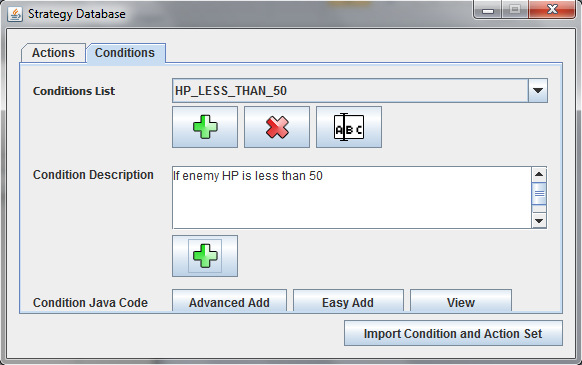 Strategy Database
Actions Conditions
Conditions List HP_LESS_THAN_50
ABC
Condition Description If enemy HP is less than 50
Condition Java Code Advanced Add Easy Add View
Import Condition and Action Set